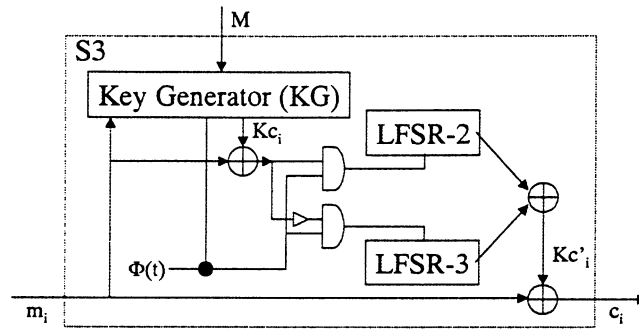 M
S3
Key Generator (KG)
Kc_i
LFSR-2
LFSR-3
Φ(t)
Kc'_i
m_i
c_i